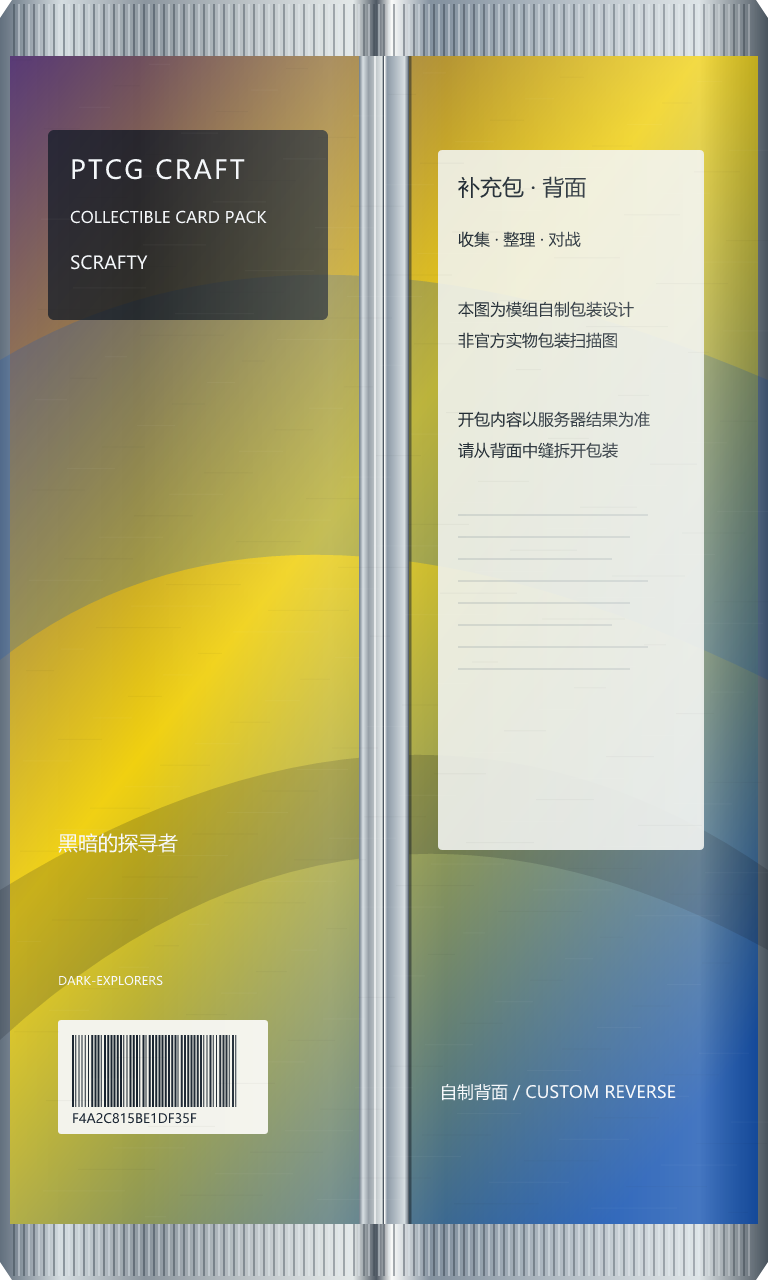 PTCG CRAFT
COLLECTIBLE CARD PACK
SCRAFTY
黑暗的探寻者
DARK-EXPLORERS
F4A2C815BE1DF35F
补充包 · 背面
收集 · 整理 · 对战
本图为模组自制包装设计
非官方实物包装扫描图
开包内容以服务器结果为准
请从背面中缝拆开包装
自制背面 / CUSTOM REVERSE